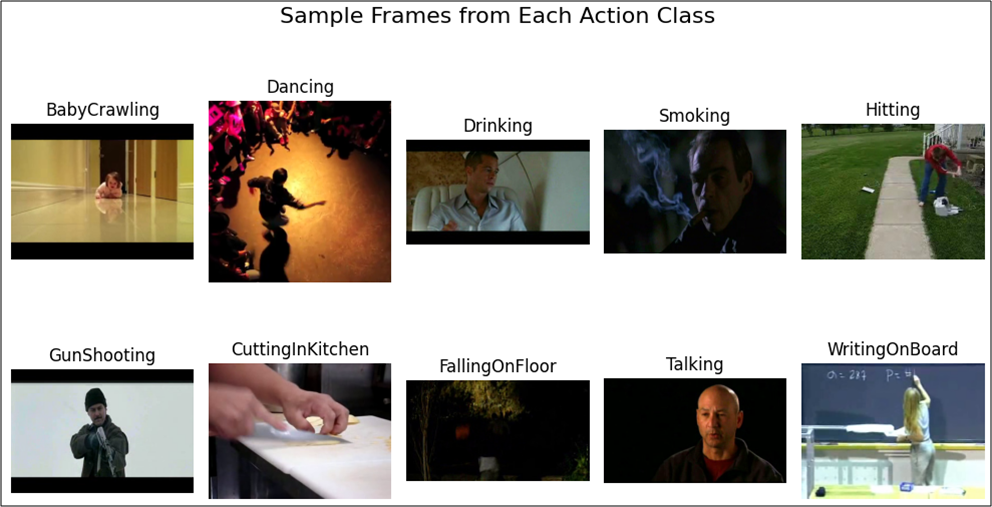 Sample Frames from Each Action Class
BabyCrawling
Dancing
Drinking
Smoking
Hitting
GunShooting
CuttingInKitchen
FallingOnFloor
Talking
WritingOnBoard